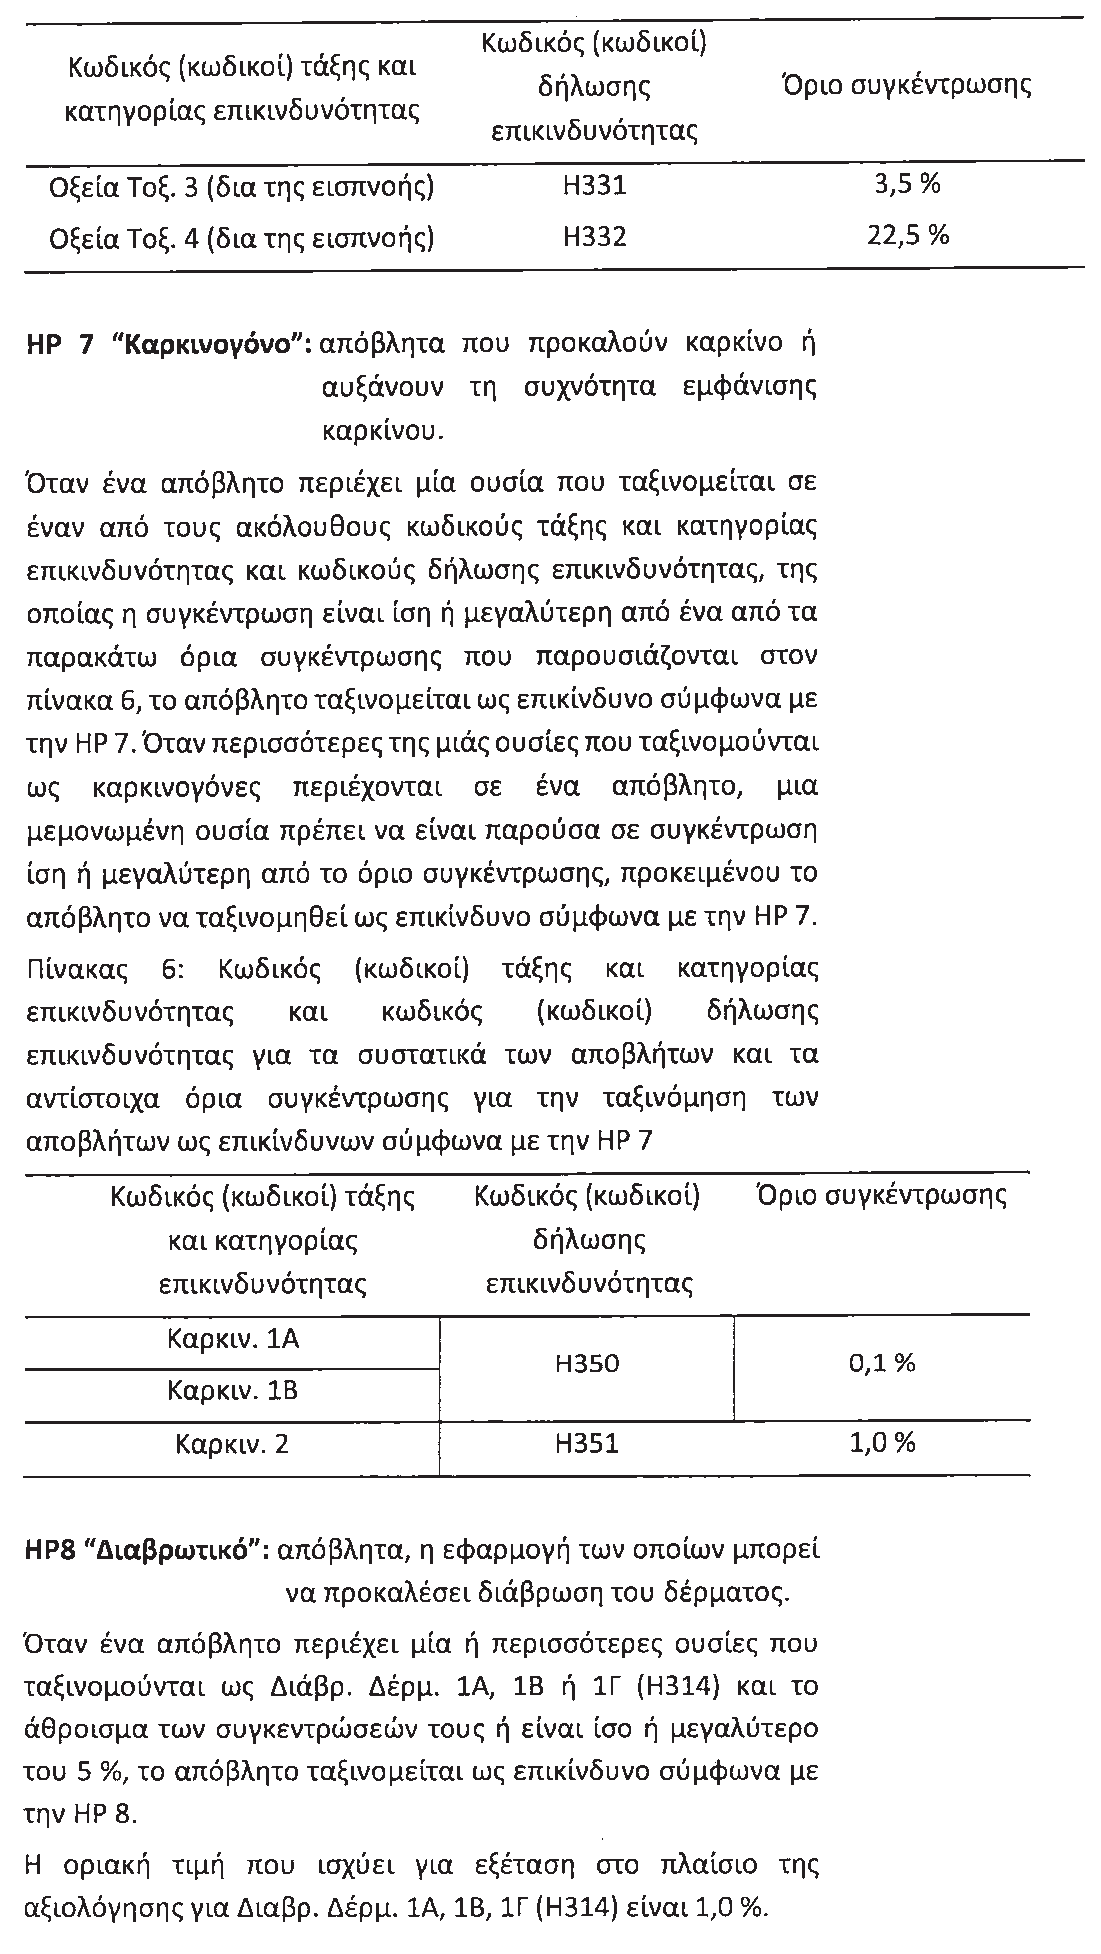 Κωδικός (κωδικοί) τάξης και κατηγορίας επικινδυνότητας Κωδικός (κωδικοί) δήλωσης επικινδυνότητας Όριο συγκέντρωσης
Οξεία Τοξ. 3 (δια της εισπνοής) H331 3,5 %
Οξεία Τοξ. 4 (δια της εισπνοής) H332 22,5 %
HP 7 “Καρκινογόνο”: απόβλητα που προκαλούν καρκίνο ή
αυξάνουν τη συχνότητα εμφάνισης
καρκίνου.
Όταν ένα απόβλητο περιέχει μία ουσία που ταξινομείται σε
έναν από τους ακόλουθους κωδικούς τάξης και κατηγορίας
επικινδυνότητας και κωδικούς δήλωσης επικινδυνότητας, της
οποίας η συγκέντρωση είναι ίση ή μεγαλύτερη από ένα από τα
παρακάτω όρια συγκέντρωσης που παρουσιάζονται στον
πίνακα 6, το απόβλητο ταξινομείται ως επικίνδυνο σύμφωνα με
την HP 7. Όταν περισσότερες της μιάς ουσίες που ταξινομούνται
ως καρκινογόνες περιέχονται σε ένα απόβλητο, μια
μεμονωμένη ουσία πρέπει να είναι παρούσα σε συγκέντρωση
ίση ή μεγαλύτερη από το όριο συγκέντρωσης, προκειμένου το
απόβλητο να ταξινομηθεί ως επικίνδυνο σύμφωνα με την HP 7.
Πίνακας 6: Κωδικός (κωδικοί) τάξης και κατηγορίας
επικινδυνότητας και κωδικός (κωδικοί) δήλωσης
επικινδυνότητας για τα συστατικά των αποβλήτων και τα
αντίστοιχα όρια συγκέντρωσης για την ταξινόμηση των
αποβλήτων ως επικίνδυνων σύμφωνα με την HP 7
Κωδικός (κωδικοί) τάξης Κωδικός (κωδικοί) Όριο συγκέντρωσης
και κατηγορίας δήλωσης
επικινδυνότητας επικινδυνότητας
Καρκιν. 1A
H350 0,1 %
Καρκιν. 1B
Καρκιν. 2 H351 1,0 %
HP8 “Διαβρωτικό”: απόβλητα, η εφαρμογή των οποίων μπορεί
να προκαλέσει διάβρωση του δέρματος.
Όταν ένα απόβλητο περιέχει μία ή περισσότερες ουσίες που
ταξινομούνται ως Διάβρ. Δέρμ. 1A, 1B ή 1Γ (H314) και το
άθροισμα των συγκεντρώσεών τους ή είναι ίσο ή μεγαλύτερο
του 5 %, το απόβλητο ταξινομείται ως επικίνδυνο σύμφωνα με
την HP 8.
Η οριακή τιμή που ισχύει για εξέταση στο πλαίσιο της
αξιολόγησης για Διαβρ. Δέρμ. 1A, 1B, 1Γ (H314) είναι 1,0 %.